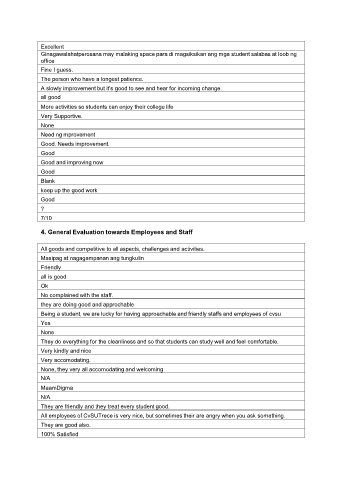 Excellent
Ginagawalahatperosana may malaking space para di magsiksikan ang mga student salabas at loob ng
office
Fine I guess.
The person who have a longest patience.
A slowly improvement but it's good to see and hear for incoming change.
all good
More activities so students can enjoy their college life
Very Supportive.
None
Need ng improvement
Good. Needs improvement.
Good
Good and improving now
Good
Blank
keep up the good work
Good
?
7/10
4. General Evaluation towards Employees and Staff
All goods and competitive to all aspects, challenges and activities.
Masipag at nagagampanan ang tungkulin
Friendly
all is good
Ok
No complained with the staff.
they are doing good and approchable
Being a student, we are lucky for having approachable and friendly staffs and employees of cvsu
Yes
None
They do everything for the cleanliness and so that students can study well and feel comfortable.
Very kindly and nice
Very accomodating.
None, they very all accomodating and welcoming
N/A
MaamDigma
N/A
They are friendly and they treat every student good.
All employees of CvSUTrece is very nice, but sometimes their are angry when you ask something.
They are good also.
100% Satisfied